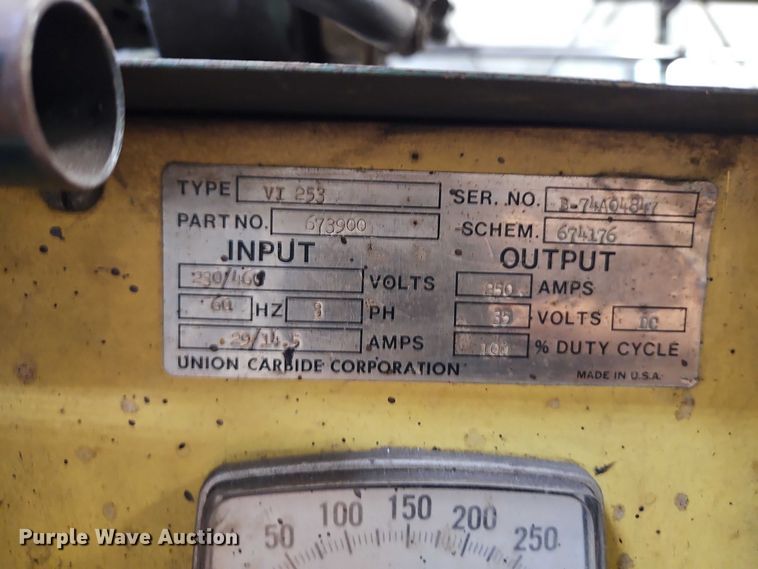 TYPE VI 253 SER. NO. B-74A0484
PART NO. 673900 SCHEM. 674176
INPUT OUTPUT
230/460 VOLTS 250 AMPS
60 HZ 3 PH 35 VOLTS DC
29/14.5 AMPS 100 % DUTY CYCLE
UNION CARBIDE CORPORATION MADE IN U.S.A.
50 100 150 200 250
Purple Wave Auction